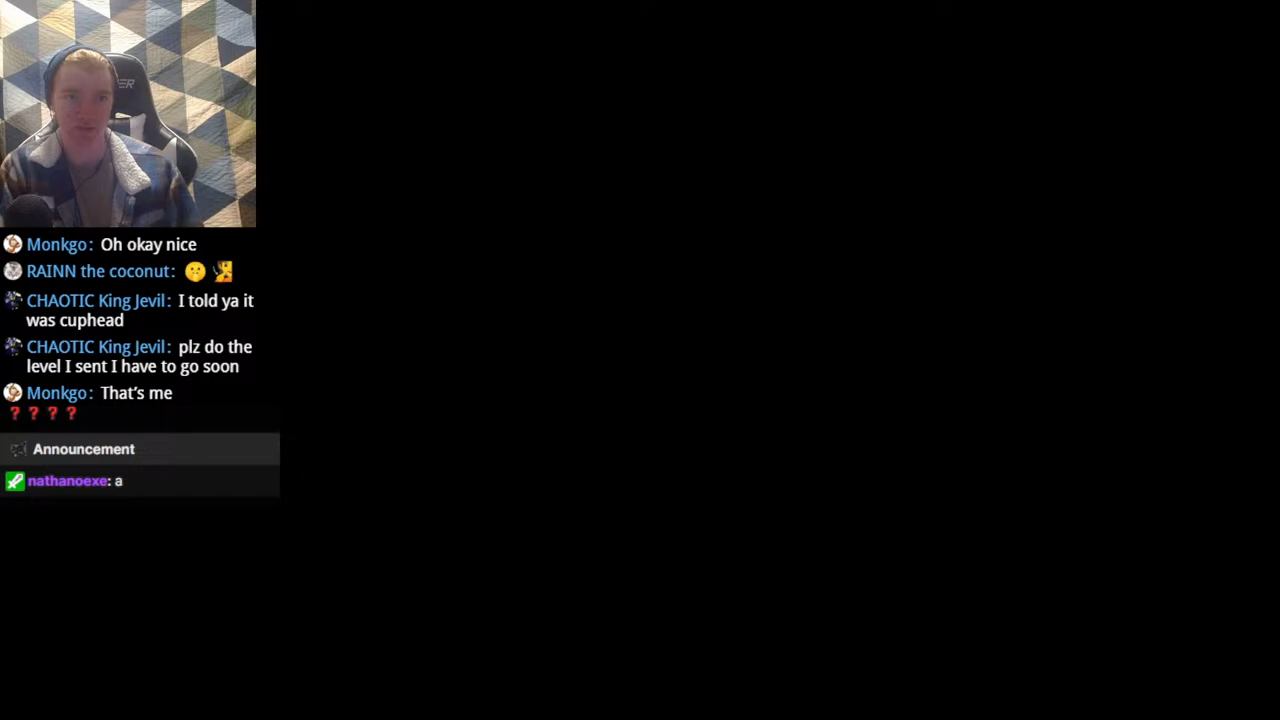 ER
Monkgo: Oh okay nice
RAINN the coconut: 🤫 🧏
CHAOTIC King Jevil: I told ya it
was cuphead
CHAOTIC King Jevil: plz do the
level I sent I have to go soon
Monkgo: That's me
❓❓❓❓
Announcement
nathanoexe: a